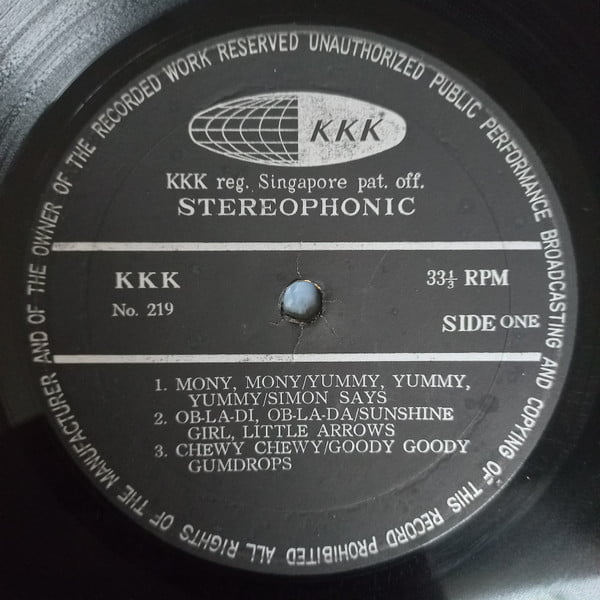 KKK
KKK reg. Singapore pat. off.
STEREOPHONIC
KKK
No. 219
33⅓ RPM
SIDE ONE
1. MONY, MONY/YUMMY, YUMMY,
YUMMY/SIMON SAYS
2. OB-LA-DI, OB-LA-DA/SUNSHINE
GIRL, LITTLE ARROWS
3. CHEWY CHEWY/GOODY GOODY
GUMDROPS
ALL RIGHTS OF THE MANUFACTURER AND OF THE OWNER OF THE RECORDED WORK RESERVED UNAUTHORIZED PUBLIC PERFORMANCE BROADCASTING AND COPYING OF THIS RECORD PROHIBITED